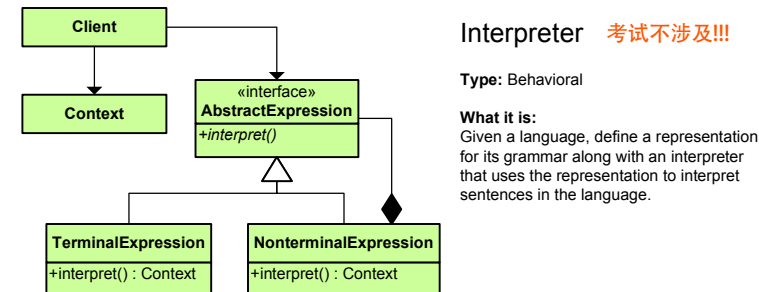 Client
Context
«interface»
AbstractExpression
+interpret()
TerminalExpression
+interpret() : Context
NonterminalExpression
+interpret() : Context
Interpreter 考试不涉及!!!
Type: Behavioral
What it is:
Given a language, define a representation
for its grammar along with an interpreter
that uses the representation to interpret
sentences in the language.